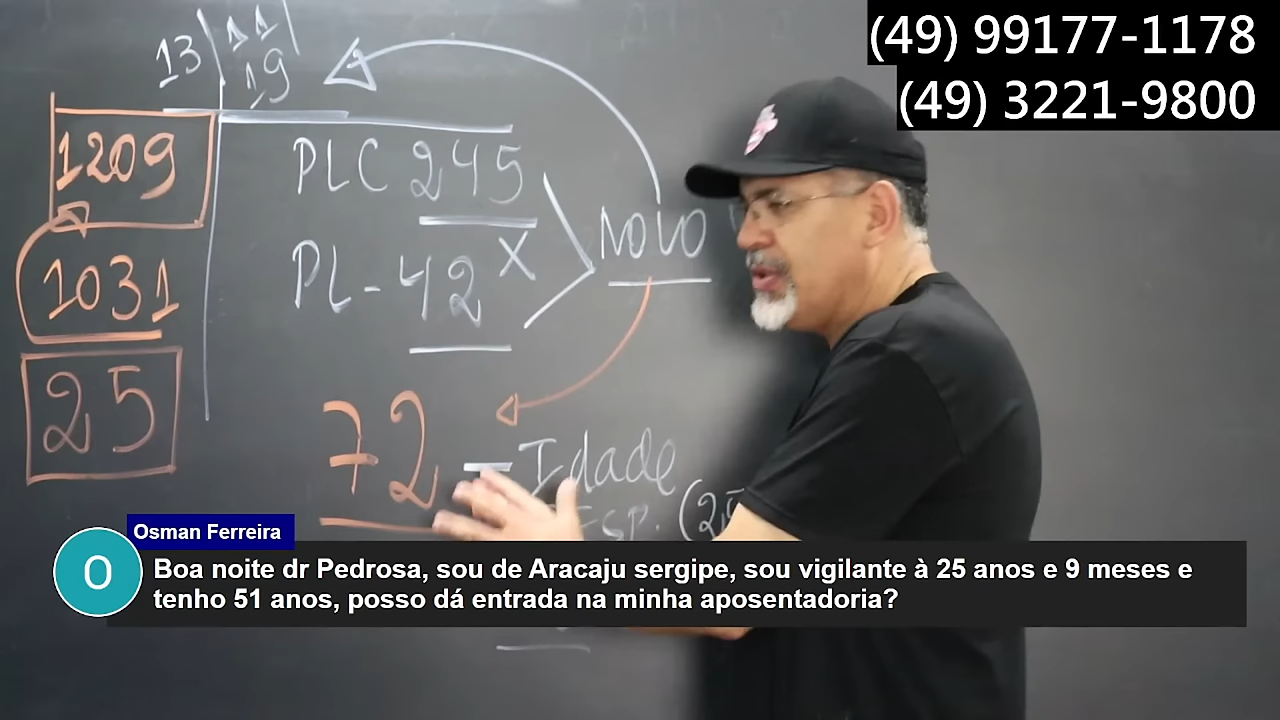 (49) 99177-1178
(49) 3221-9800
13 11
19
1209
PLC 245
1031
PL-42 X
NOVO
25
72 - Idade
ESP. (25
Osman Ferreira
O
Boa noite dr Pedrosa, sou de Aracaju sergipe, sou vigilante à 25 anos e 9 meses e
tenho 51 anos, posso dá entrada na minha aposentadoria?